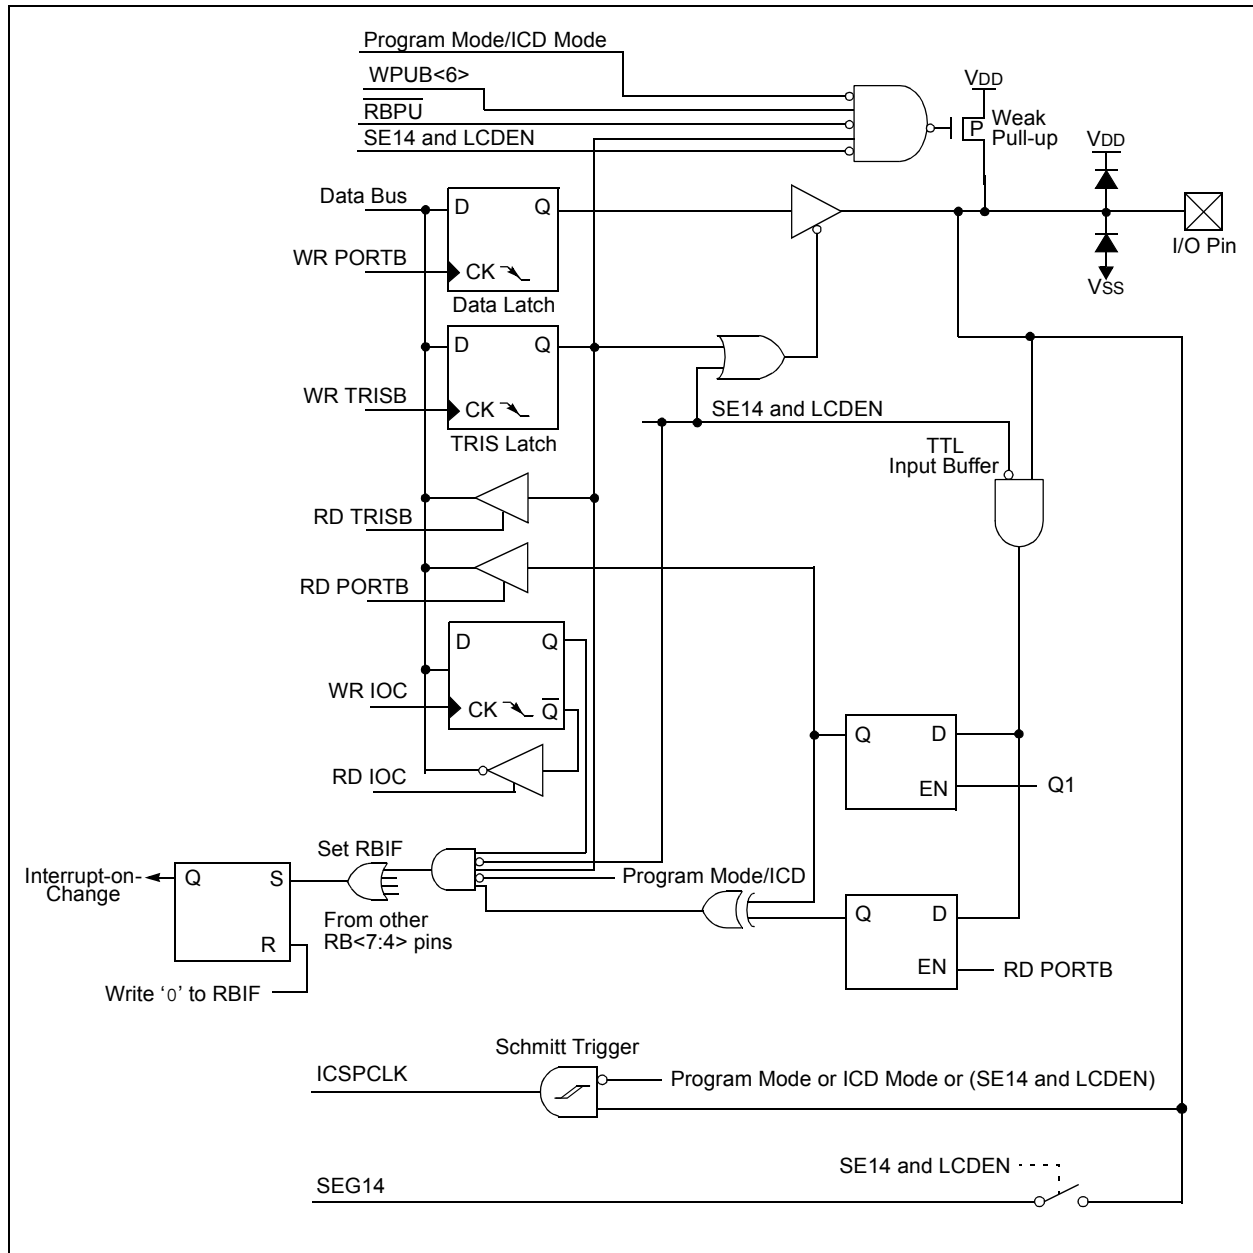 Program Mode/ICD Mode
WPUB<6>
RBPU
SE14 and LCDEN
VDD
P
Weak
Pull-up
VDD
Data Bus
D
Q
I/O Pin
WR PORTB
CK
VSS
Data Latch
D
Q
WR TRISB
CK
SE14 and LCDEN
TRIS Latch
TTL
Input Buffer
RD TRISB
RD PORTB
D
Q
WR IOC
CK
Q
Q
D
RD IOC
EN
Q1
Set RBIF
Interrupt-on-
Change
Q
S
Program Mode/ICD
Q
D
From other
RB<7:4> pins
R
EN
RD PORTB
Write ‘0’ to RBIF
Schmitt Trigger
ICSPCLK
Program Mode or ICD Mode or (SE14 and LCDEN)
SE14 and LCDEN
SEG14